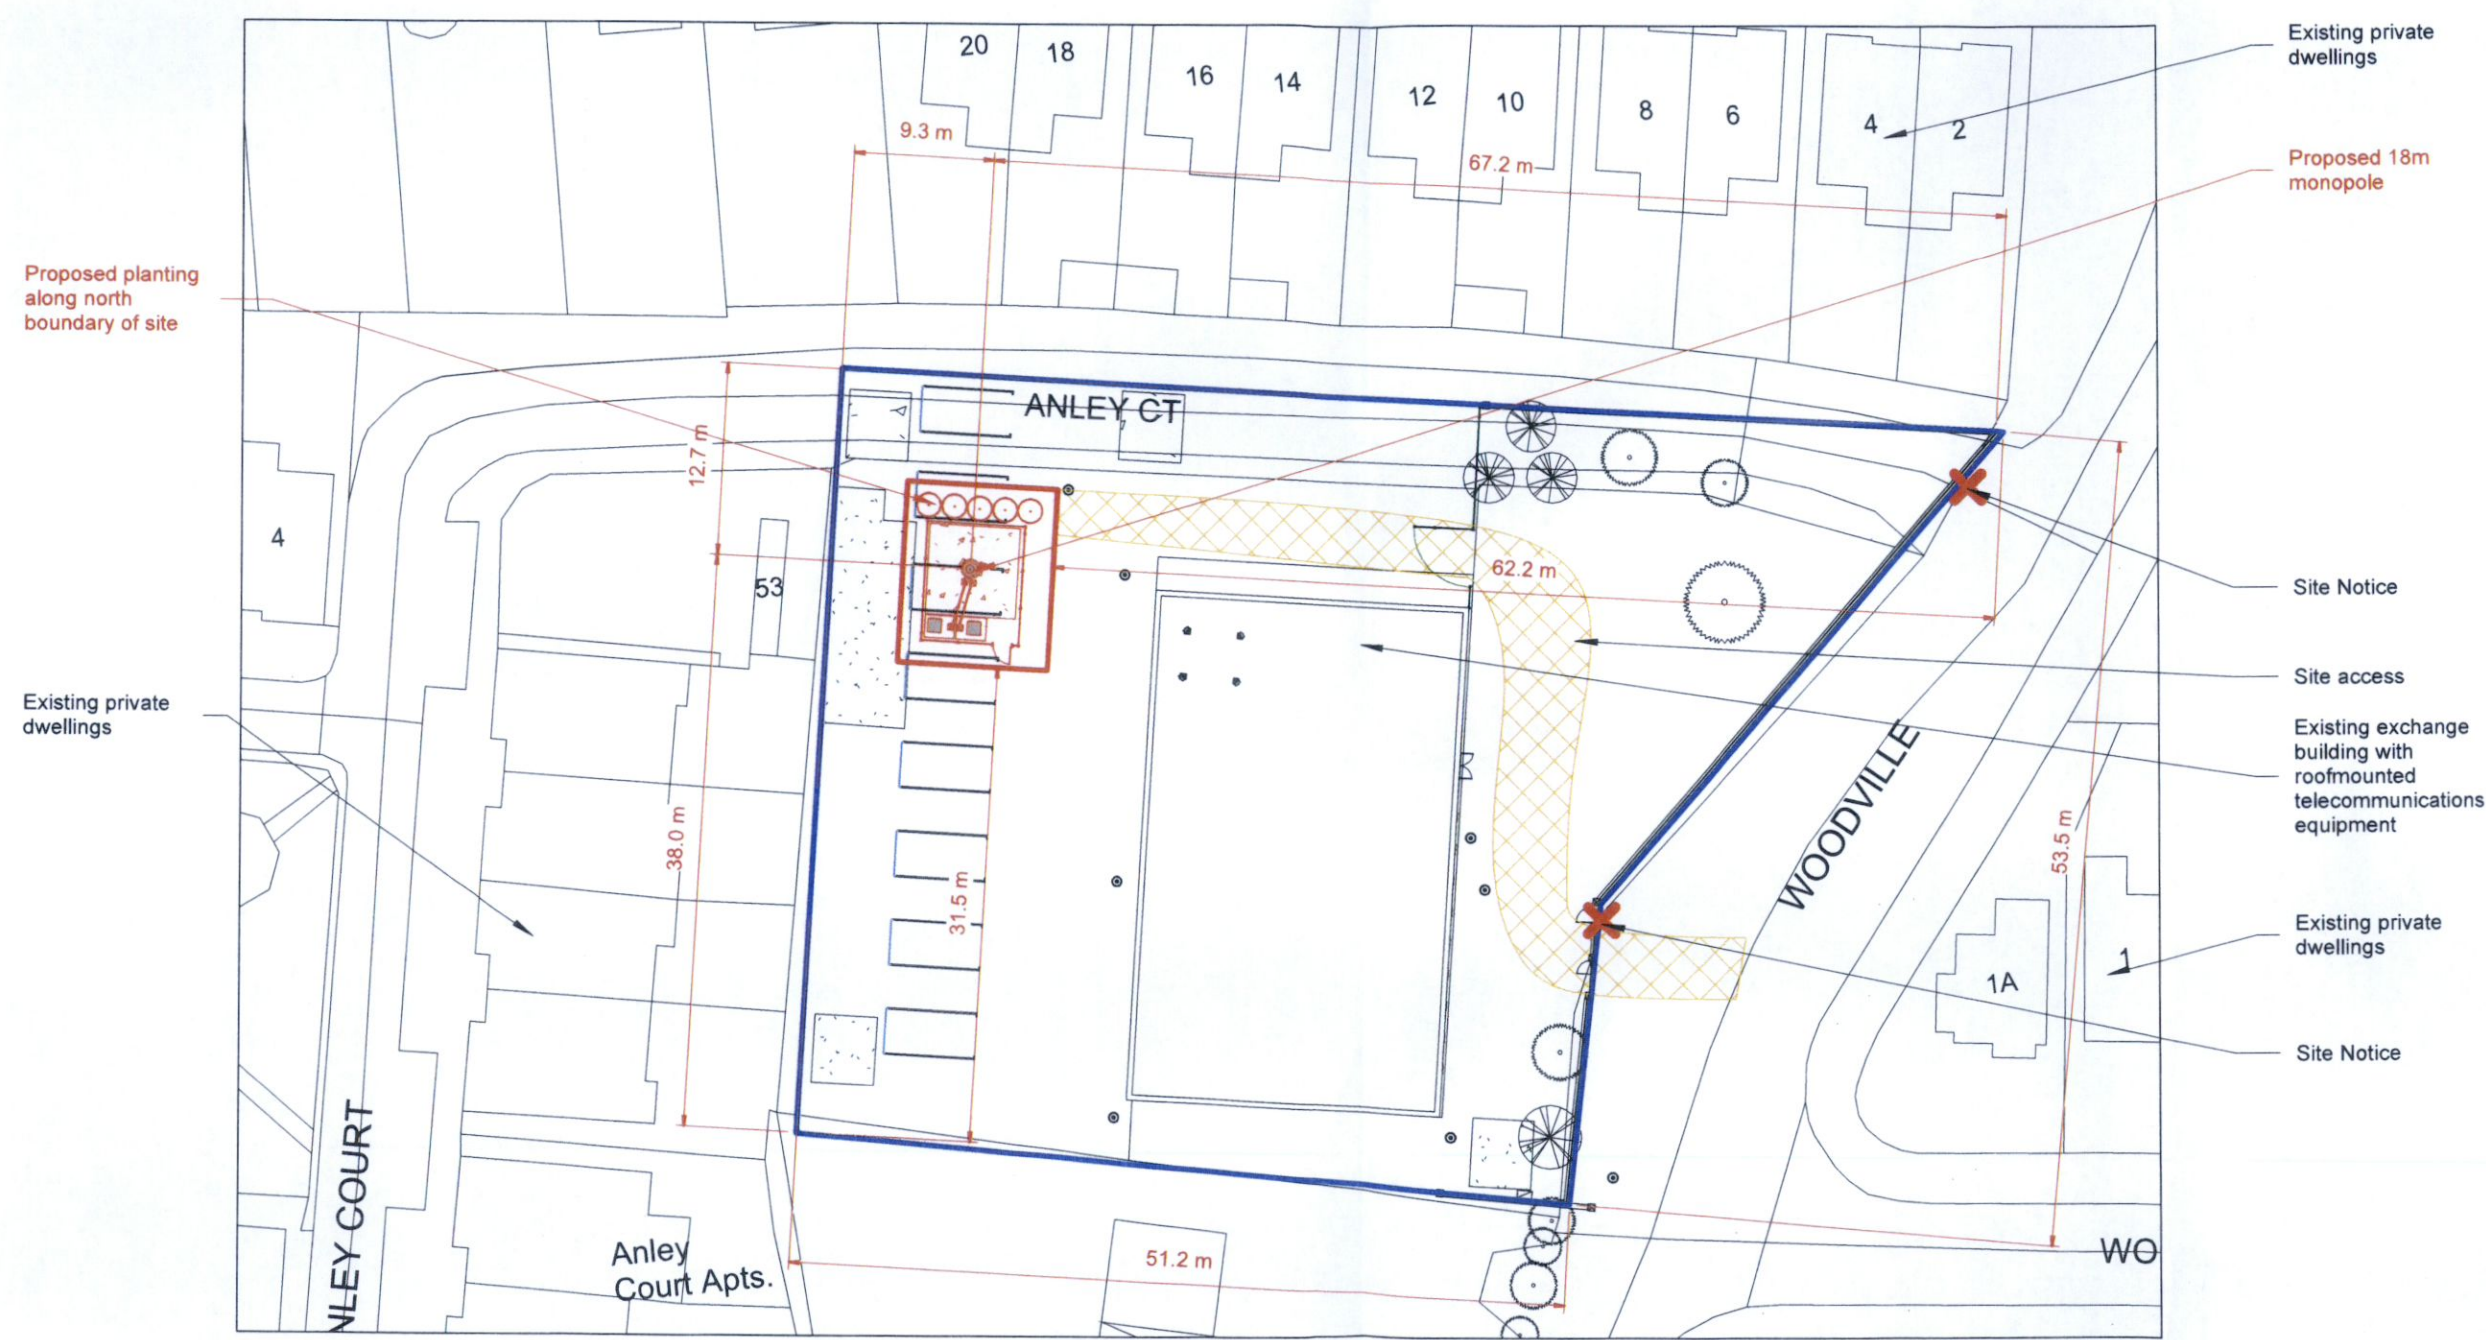 20
18
16
14
12
10
8
6
4
2
Existing private
dwellings
9.3 m
67.2 m
Proposed 18m
monopole
Proposed planting
along north
boundary of site
ANLEY CT
12.7 m
4
53
62.2 m
Site Notice
Site access
Existing private
dwellings
Existing exchange
building with
roofmounted
telecommunications
equipment
WOODVILLE
38.0 m
31.5 m
53.5 m
Existing private
dwellings
1A
1
Site Notice
NLEY COURT
Anley
Court Apts.
51.2 m
WO